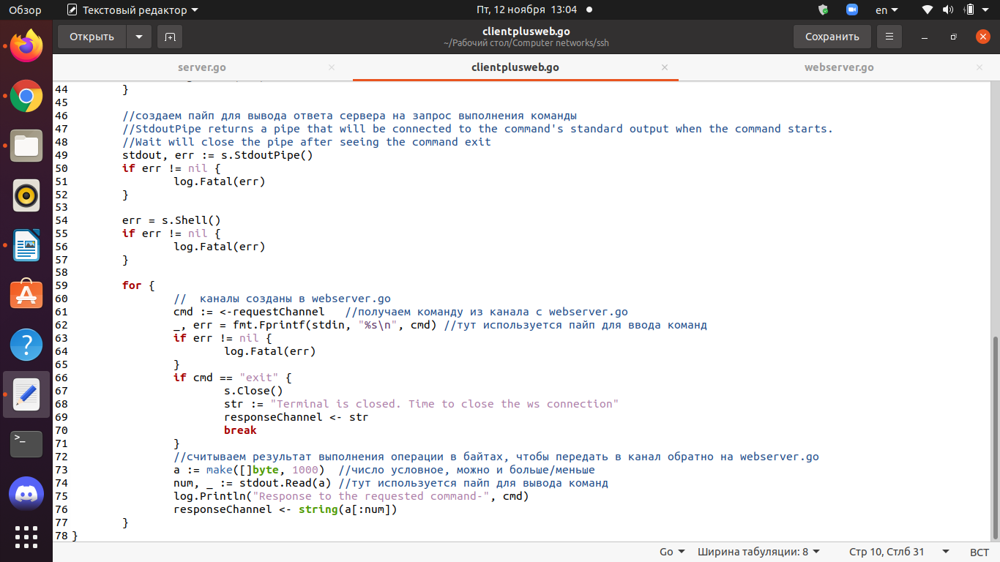 Обзор Текстовый редактор Пт, 12 ноября 13:04 en
Открыть clientplusweb.go Сохранить
~/Рабочий стол/Computer networks/ssh
server.go clientplusweb.go webserver.go
44 }
45
46 //создаем пайп для вывода ответа сервера на запрос выполнения команды
47 //StdoutPipe returns a pipe that will be connected to the command's standard output when the command starts.
48 //Wait will close the pipe after seeing the command exit
49 stdout, err := s.StdoutPipe()
50 if err != nil {
51 log.Fatal(err)
52 }
53
54 err = s.Shell()
55 if err != nil {
56 log.Fatal(err)
57 }
58
59 for {
60 //  каналы созданы в webserver.go
61 cmd := <-requestChannel   //получаем команду из канала с webserver.go
62 _, err = fmt.Fprintf(stdin, "%s\n", cmd) //тут используется пайп для ввода команд
63 if err != nil {
64 log.Fatal(err)
65 }
66 if cmd == "exit" {
67 s.Close()
68 str := "Terminal is closed. Time to close the ws connection"
69 responseChannel <- str
70 break
71 }
72 //считываем результат выполнения операции в байтах, чтобы передать в канал обратно на webserver.go
73 a := make([]byte, 1000)  //число условное, можно и больше/меньше
74 num, _ := stdout.Read(a) //тут используется пайп для вывода команд
75 log.Println("Response to the requested command-", cmd)
76 responseChannel <- string(a[:num])
77 }
78 }
Go Ширина табуляции: 8 Стр 10, Стлб 31 ВСТ